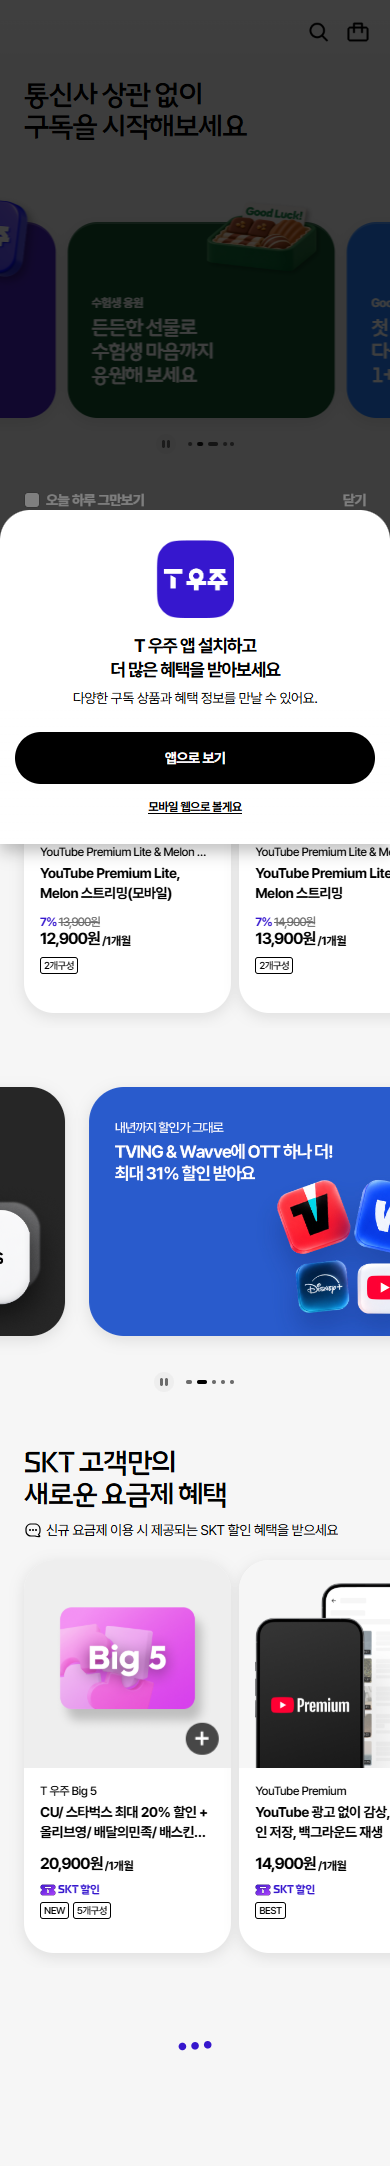 통신사 상관 없이
구독을 시작해보세요
Good Luck!
수험생 응원
든든한 선물로
수험생 마음까지
응원해 보세요
오늘 하루 그만보기
닫기
T 우주
T 우주 앱 설치하고
더 많은 혜택을 받아보세요
다양한 구독 상품과 혜택 정보를 만날 수 있어요.
앱으로 보기
모바일 웹으로 볼게요
YouTube Premium Lite & Melon ...
YouTube Premium Lite,
Melon 스트리밍(모바일)
7% 13,900원
12,900원 /1개월
2개구성
YouTube Premium Lite & M
YouTube Premium Lite
Melon 스트리밍
7% 14,900원
13,900원 /1개월
2개구성
내년까지 할인가 그대로
TVING & Wavve에 OTT 하나 더!
최대 31% 할인 받아요
Disney+
SKT 고객만의
새로운 요금제 혜택
신규 요금제 이용 시 제공되는 SKT 할인 혜택을 받으세요
Big 5
T 우주 Big 5
CU/ 스타벅스 최대 20% 할인 +
올리브영/ 배달의민족/ 배스킨...
20,900원 /1개월
SKT 할인
NEW 5개구성
Premium
YouTube Premium
YouTube 광고 없이 감상,
인 저장, 백그라운드 재생
14,900원 /1개월
SKT 할인
BEST